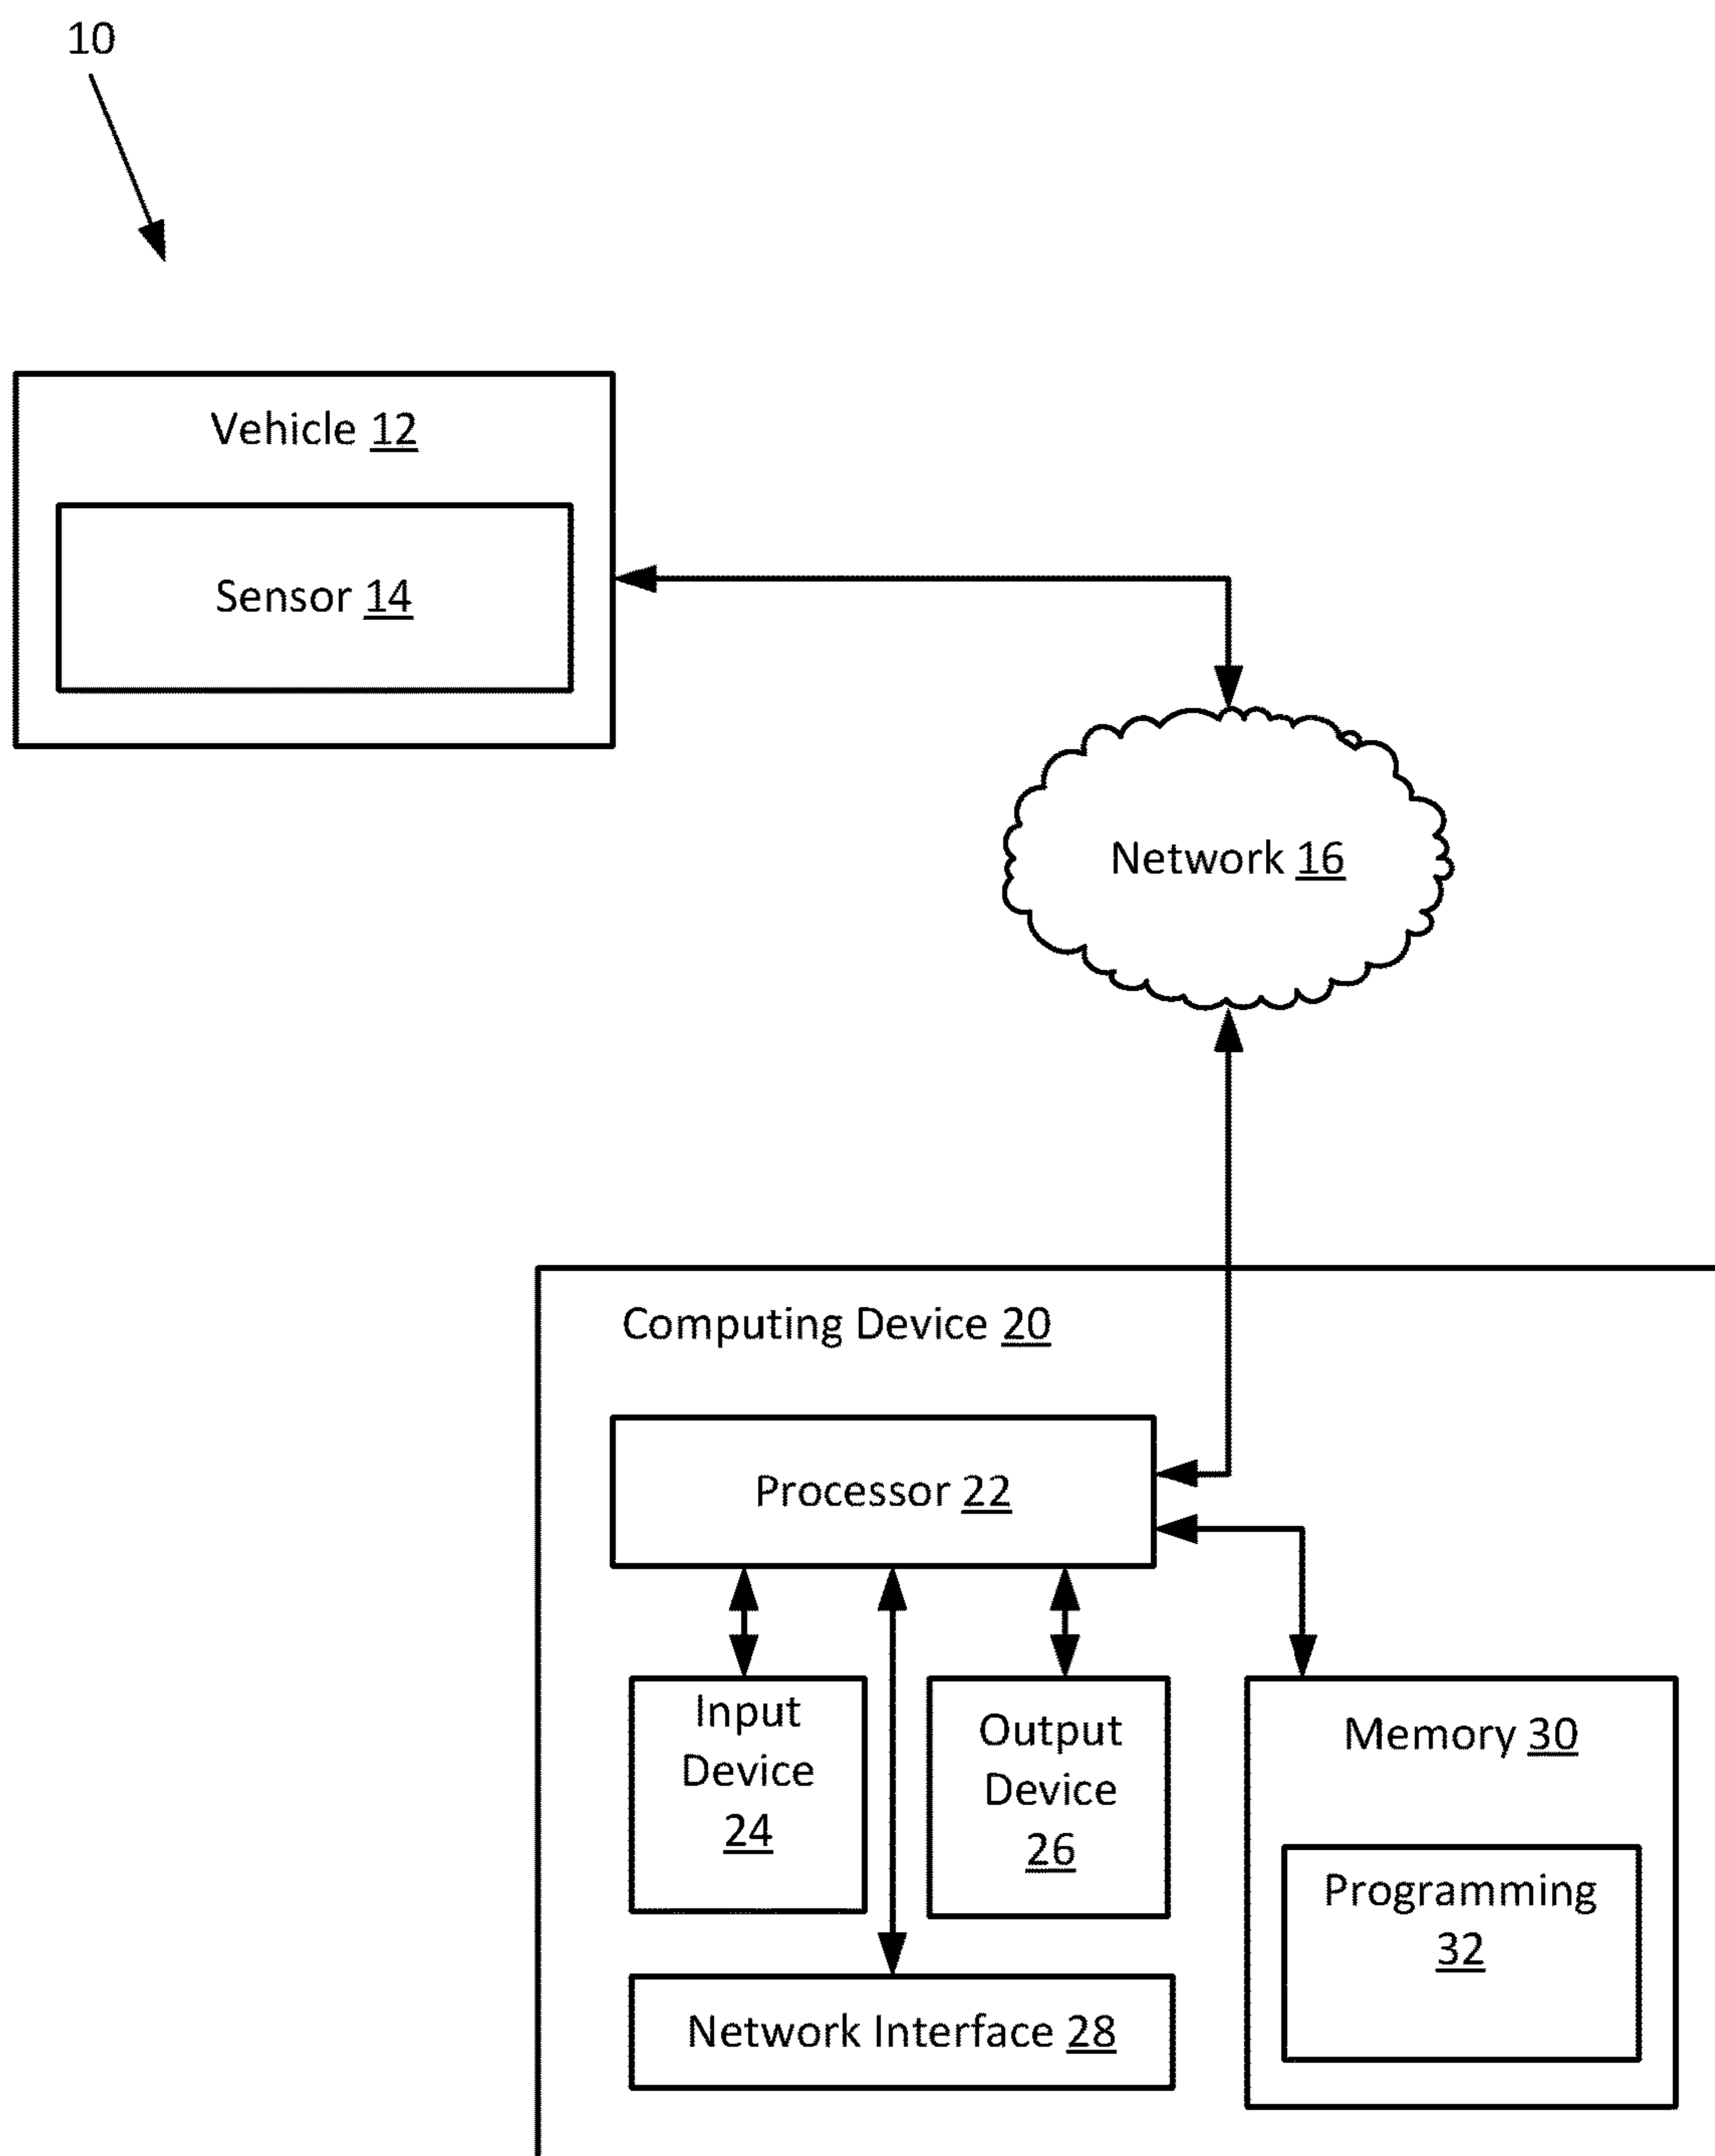 10
Vehicle 12
Sensor 14
Network 16
Computing Device 20
Processor 22
Input
Device
24
Output
Device
26
Memory 30
Programming
32
Network Interface 28